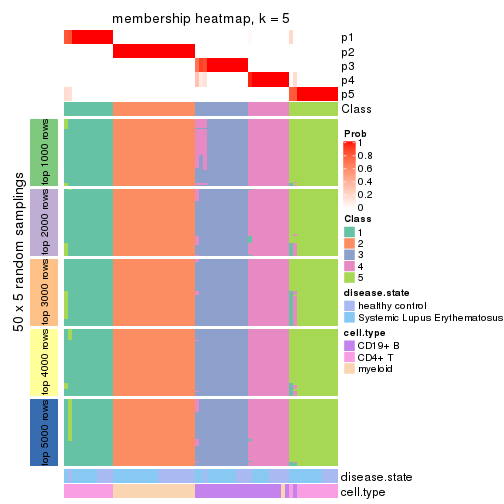 membership heatmap, k = 5
p1
p2
p3
p4
p5
Class
50 x 5 random samplings
top 1000 rows
top 2000 rows
top 3000 rows
top 4000 rows
top 5000 rows
Prob
1
0.8
0.6
0.4
0.2
0
Class
1
2
3
4
5
disease.state
healthy control
Systemic Lupus Erythematosus
cell.type
CD19+ B
CD4+ T
myeloid
disease.state
cell.type